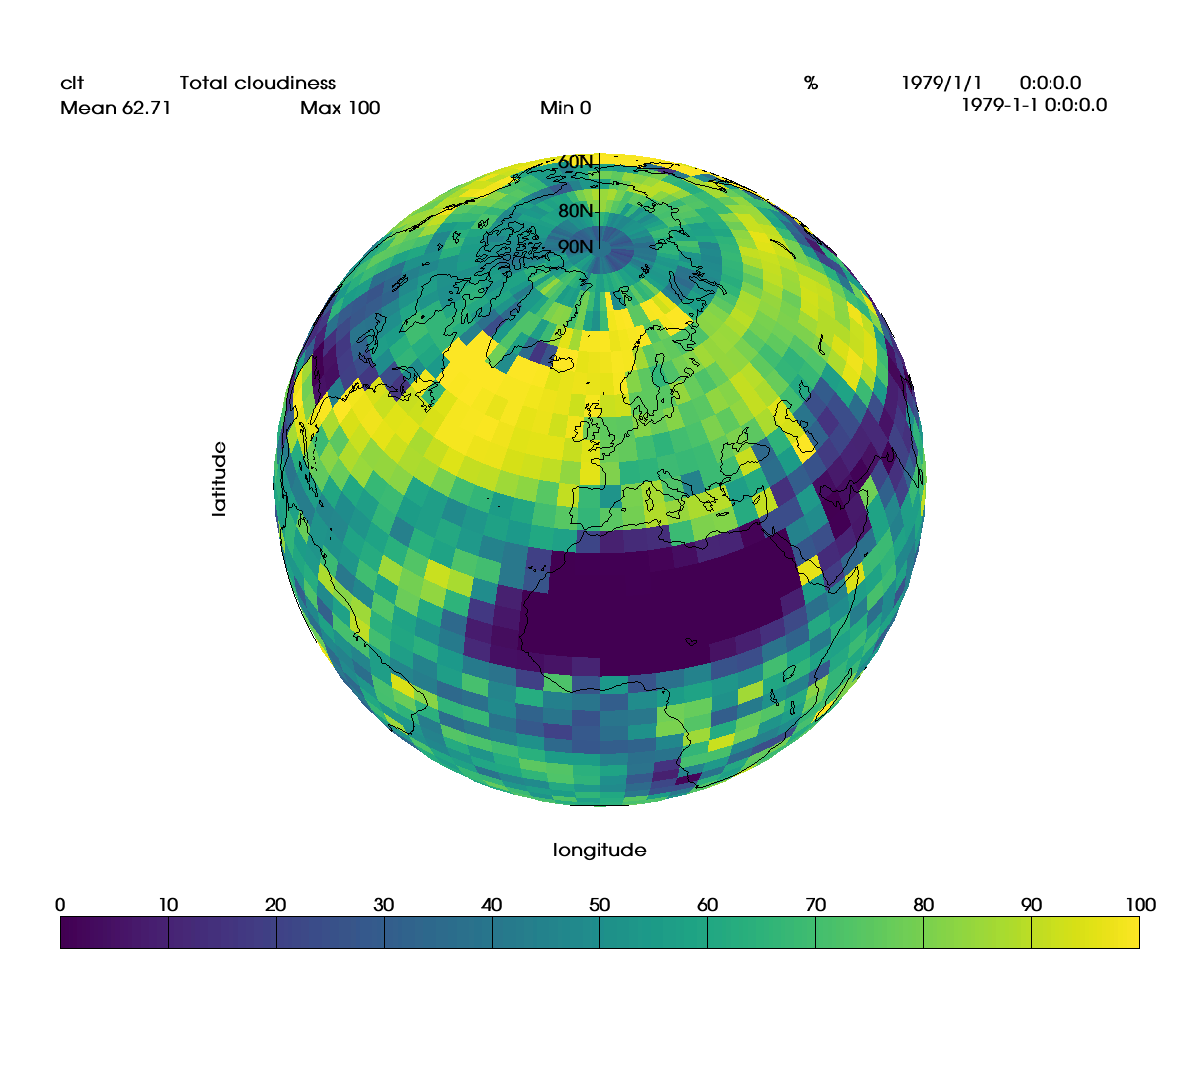 clt Total cloudiness % 1979/1/1 0:0:0.0
Mean 62.71 Max 100 Min 0 1979-1-1 0:0:0.0
60N
80N
90N
latitude
longitude
0 10 20 30 40 50 60 70 80 90 100